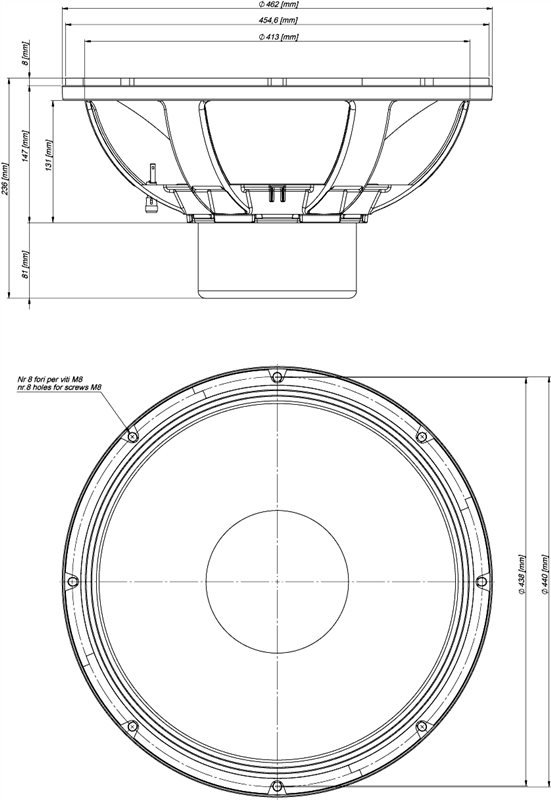 ∅ 462 [mm]
454,6 [mm]
∅ 413 [mm]
8 [mm]
236 [mm]
147 [mm]
131 [mm]
81 [mm]
Nr 8 fori per viti M8
nr.8 holes for screws M8
∅ 438 [mm]
∅ 440 [mm]